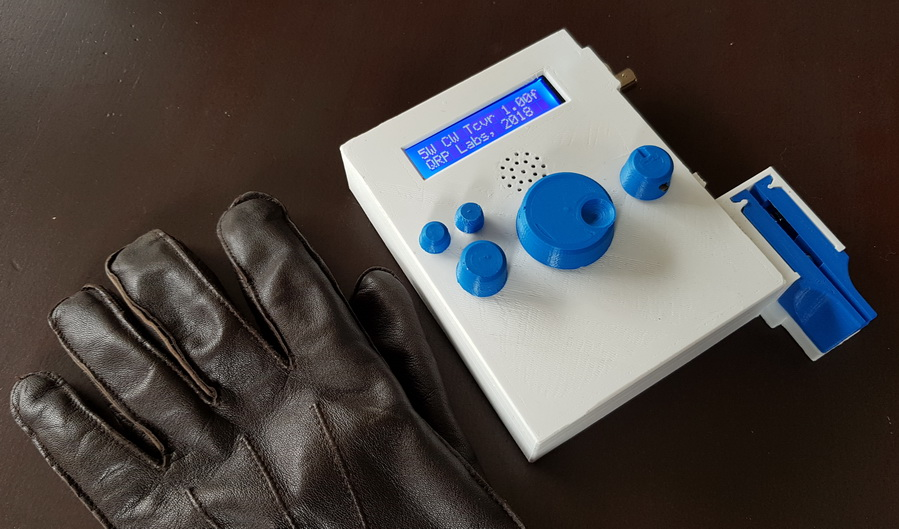 5W CW Tcvr 1.00f
QRP Labs, 2018